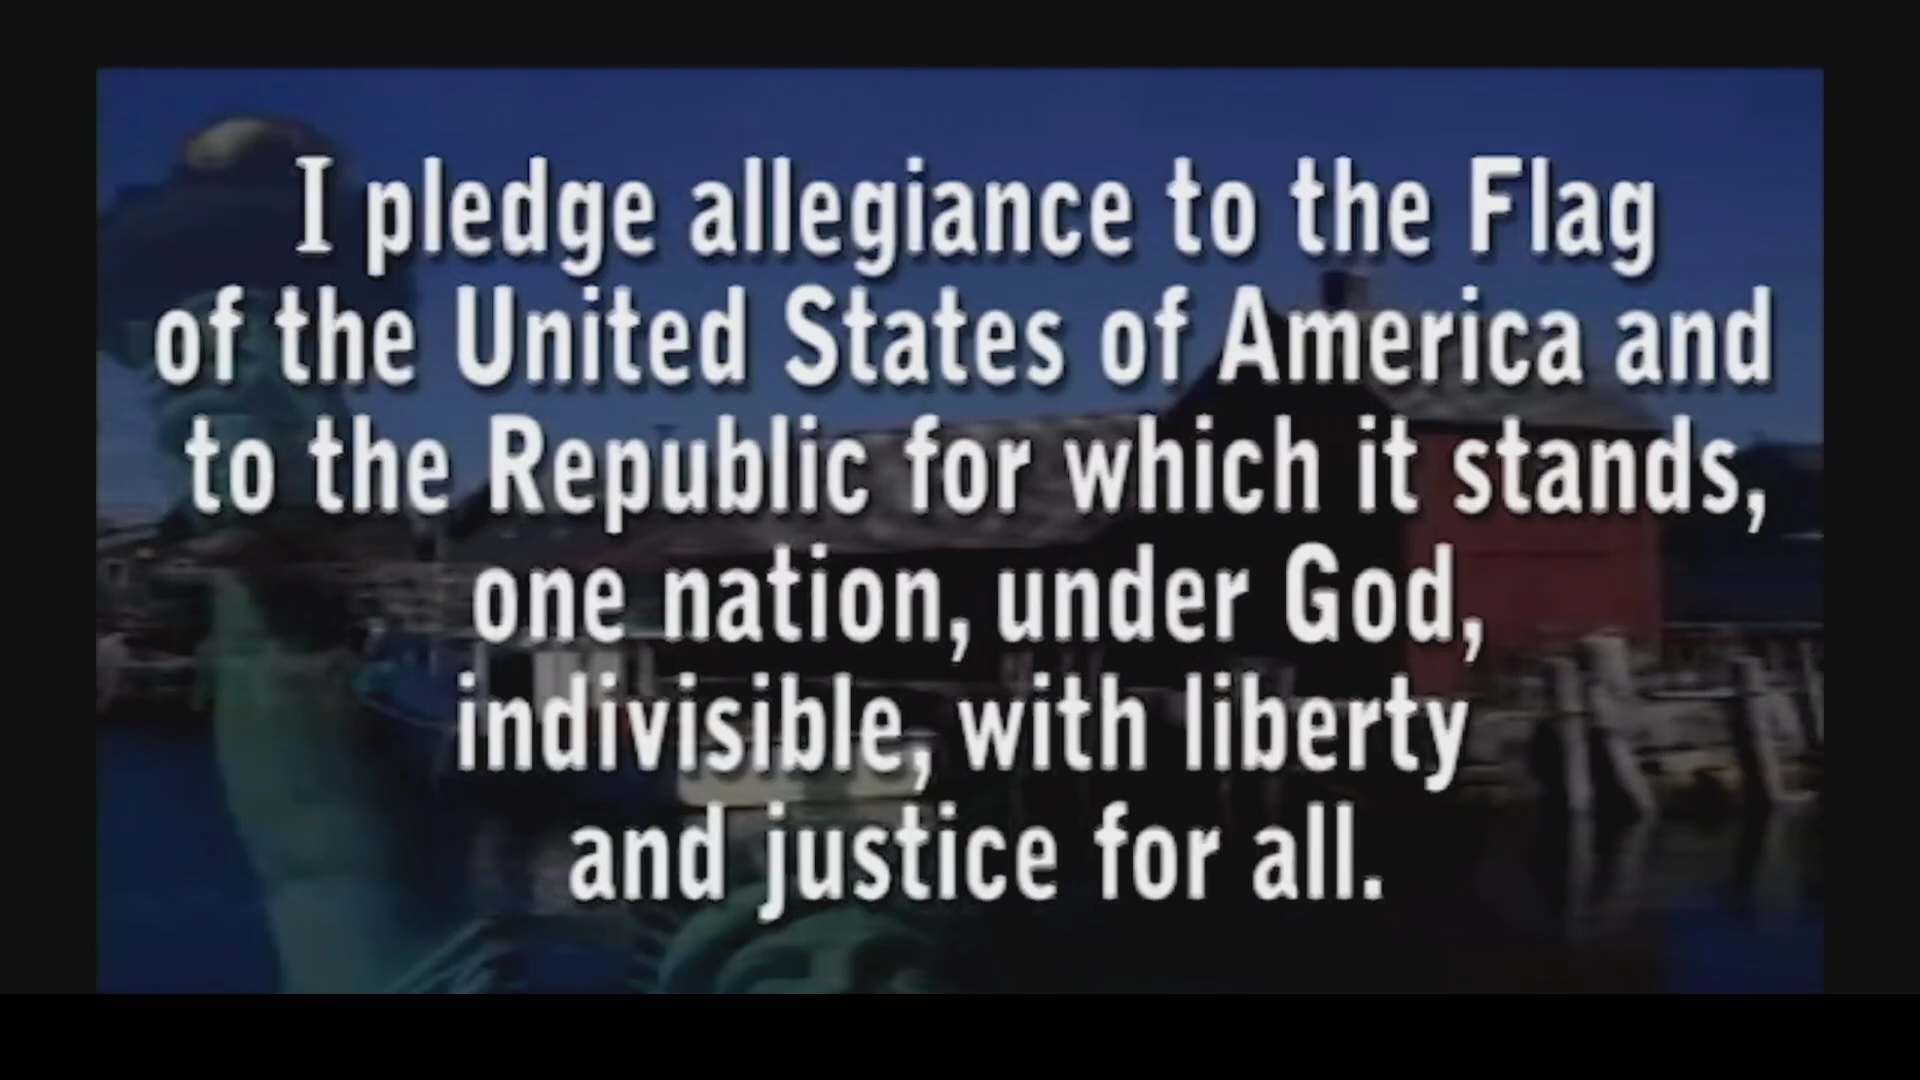 I pledge allegiance to the Flag
of the United States of America and
to the Republic for which it stands,
one nation, under God,
indivisible, with liberty
and justice for all.